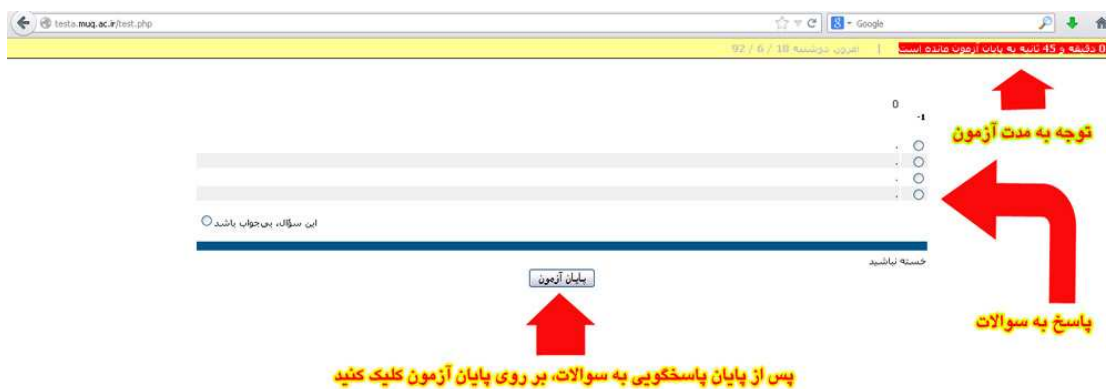 testa.muq.ac.ir/test.php
Google
0 دقیقه و 45 ثانیه به پایان آزمون مانده است | امروز، دوشنبه 18 / 6 / 92
توجه به مدت آزمون
0
-1
.
.
.
.
این سؤال، بی‌جواب باشد
خسته نباشید
پاسخ به سوالات
پایان آزمون
پس از پایان پاسخگویی به سوالات، بر روی پایان آزمون کلیک کنید